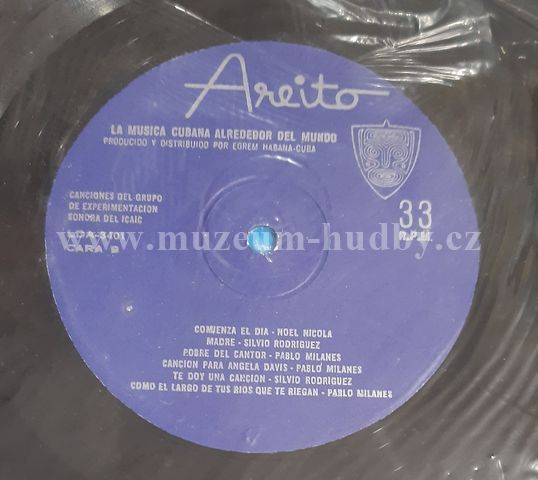 Areito
LA MUSICA CUBANA ALREDEDOR DEL MUNDO
PRODUCIDO Y DISTRIBUIDO POR EGREM HABANA-CUBA
CANCIONES DEL GRUPO
DE EXPERIMENTACION
SONORA DEL ICAIC
LDA-3401
CARA B
33
R.P.M.
www.muzeum-hudby.cz
COMIENZA EL DIA - NOEL NICOLA
MADRE - SILVIO RODRIGUEZ
POBRE DEL CANTOR - PABLO MILANES
CANCION PARA ANGELA DAVIS - PABLO MILANES
TE DOY UNA CANCION - SILVIO RODRIGUEZ
COMO EL LARGO DE TUS RIOS QUE TE RIEGAN - PABLO MILANES